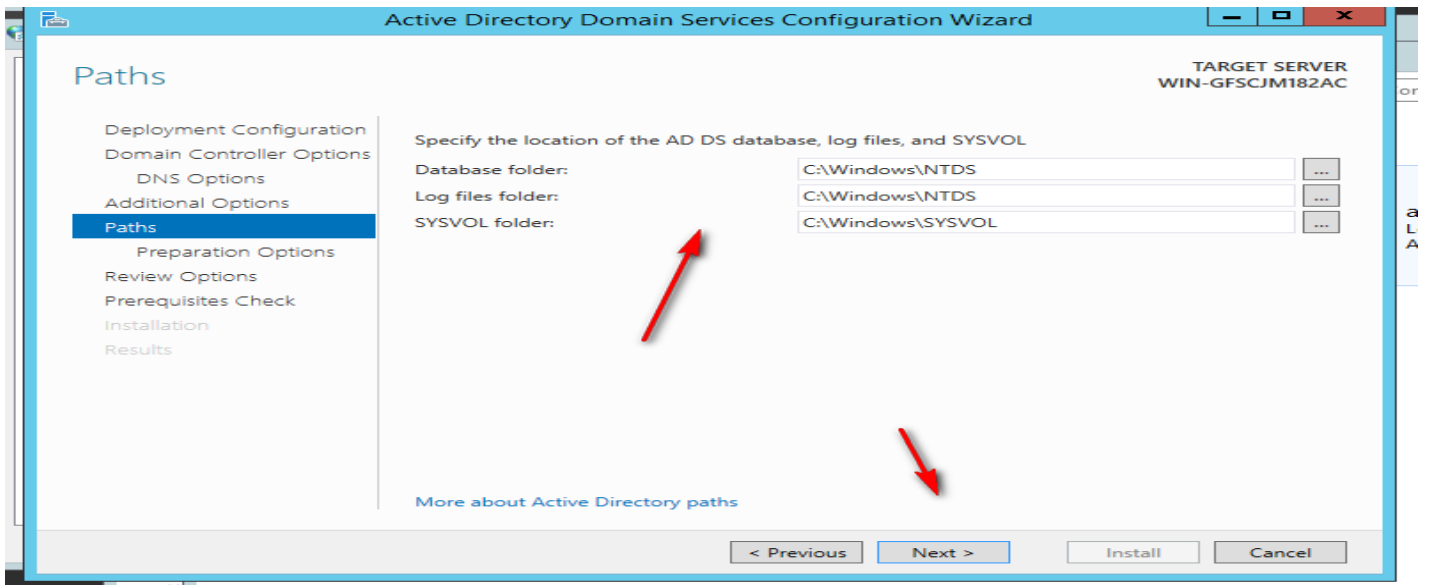 Active Directory Domain Services Configuration Wizard
Paths
TARGET SERVER
WIN-GFSCJM182AC
Deployment Configuration
Domain Controller Options
DNS Options
Additional Options
Paths
Preparation Options
Review Options
Prerequisites Check
Installation
Results
Specify the location of the AD DS database, log files, and SYSVOL
Database folder: C:\Windows\NTDS ...
Log files folder: C:\Windows\NTDS ...
SYSVOL folder: C:\Windows\SYSVOL ...
More about Active Directory paths
< Previous Next > Install Cancel